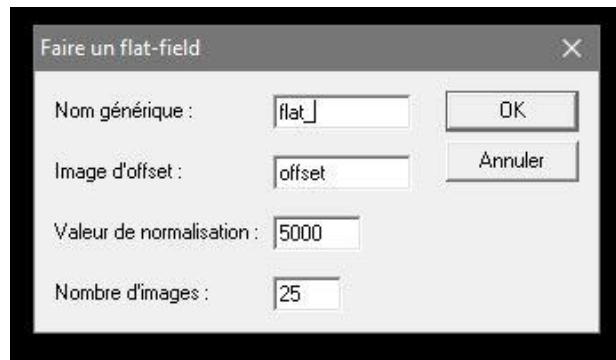 Faire un flat-field
Nom générique : flat_ OK
Image d'offset : offset Annuler
Valeur de normalisation : 5000
Nombre d'images : 25